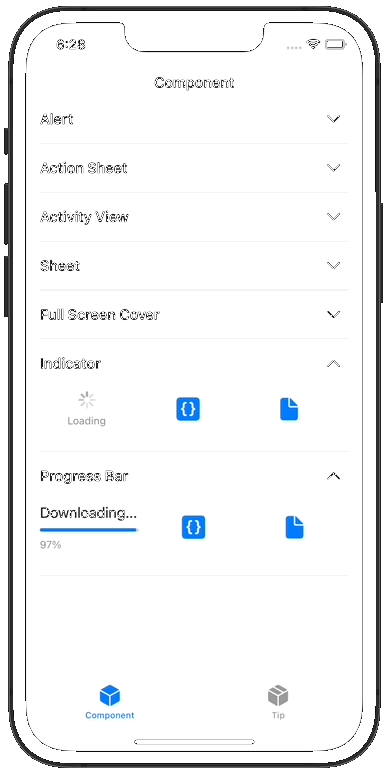 6:28
Component
Alert
Action Sheet
Activity View
Sheet
Full Screen Cover
Indicator
Loading
{}
Progress Bar
Downloading...
97%
{}
Component
Tip